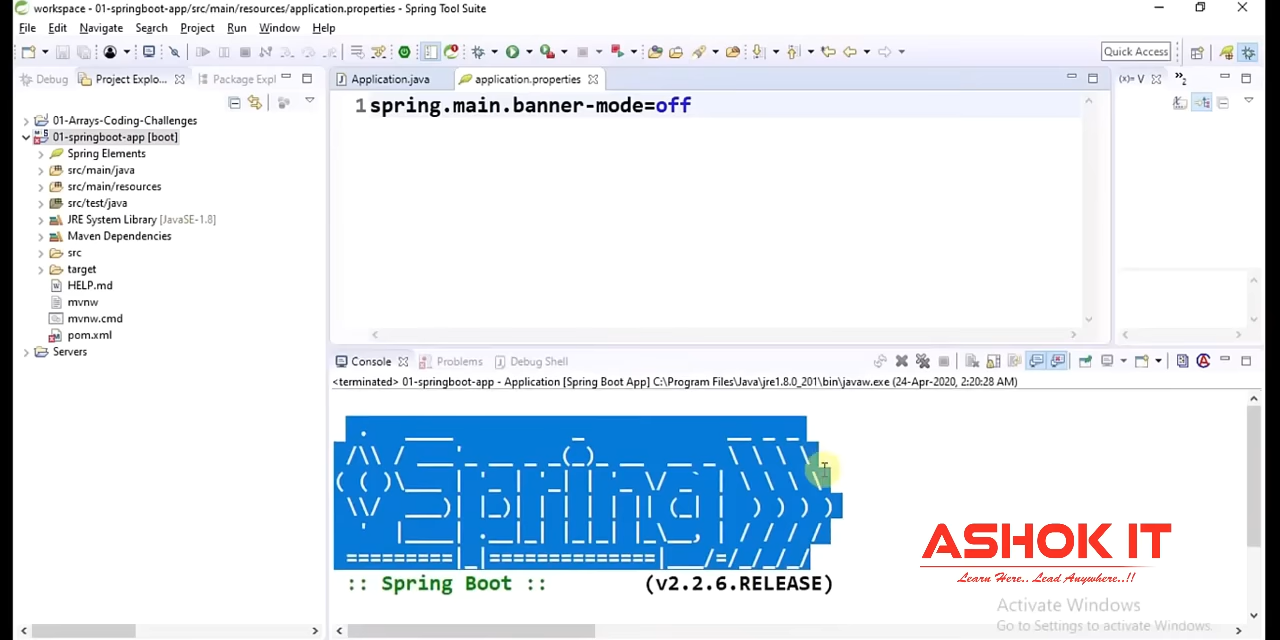 workspace - 01-springboot-app/src/main/resources/application.properties - Spring Tool Suite
File Edit Navigate Search Project Run Window Help
Quick Access
Debug Project Explo... Package Expl
Application.java application.properties
(x)= V
2
1 spring.main.banner-mode=off
01-Arrays-Coding-Challenges
01-springboot-app [boot]
Spring Elements
src/main/java
src/main/resources
src/test/java
JRE System Library [JavaSE-1.8]
Maven Dependencies
src
target
HELP.md
mvnw
mvnw.cmd
pom.xml
Servers
Console Problems Debug Shell
<terminated> 01-springboot-app - Application [Spring Boot App] C:\Program Files\Java\jre1.8.0_201\bin\javaw.exe (24-Apr-2020, 2:20:28 AM)
Spring
:: Spring Boot :: (v2.2.6.RELEASE)
ASHOK IT
Learn Here.. Lead Anywhere..!!
Activate Windows
Go to Settings to activate Windows.